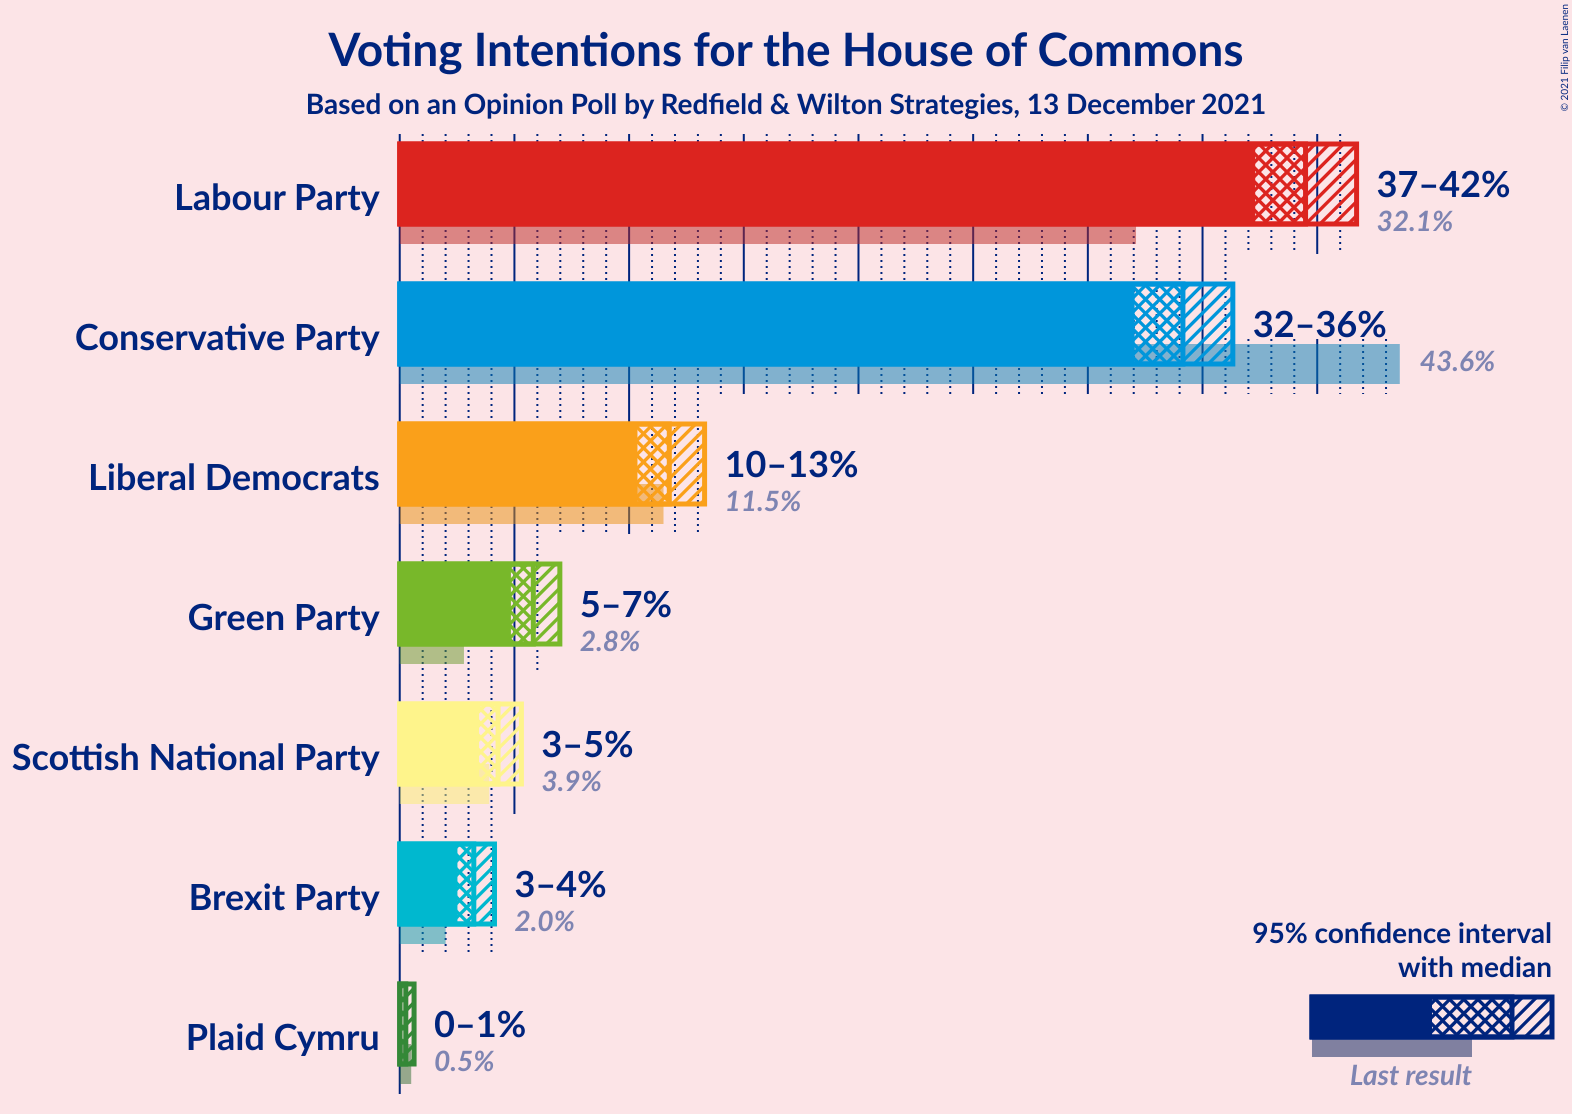 Voting Intentions for the House of Commons
Based on an Opinion Poll by Redfield & Wilton Strategies, 13 December 2021
© 2021 Filip van Laenen
Labour Party
37–42%
32.1%
Conservative Party
32–36%
43.6%
Liberal Democrats
10–13%
11.5%
Green Party
5–7%
2.8%
Scottish National Party
3–5%
3.9%
Brexit Party
3–4%
2.0%
Plaid Cymru
0–1%
0.5%
95% confidence interval
with median
Last result